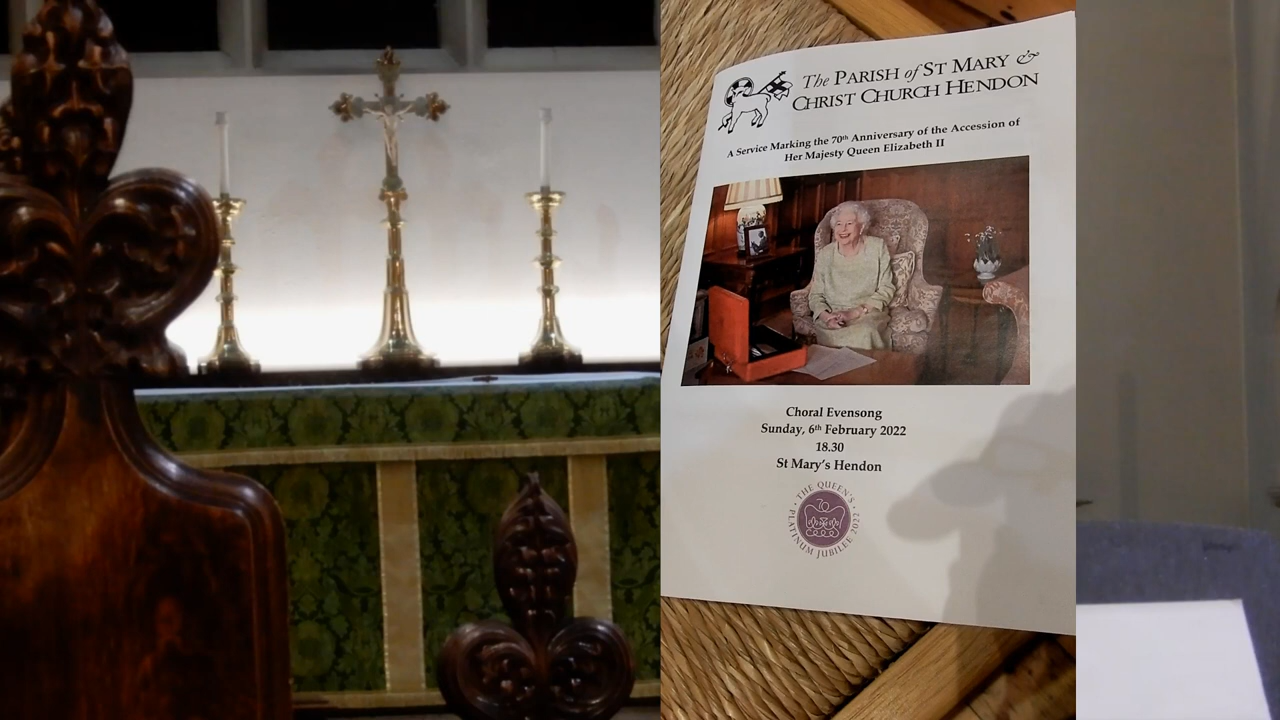 The PARISH of ST MARY &
CHRIST CHURCH HENDON
A Service Marking the 70th Anniversary of the Accession of
Her Majesty Queen Elizabeth II
Choral Evensong
Sunday, 6th February 2022
18.30
St Mary's Hendon
THE QUEEN'S
70
PLATINUM JUBILEE 2022